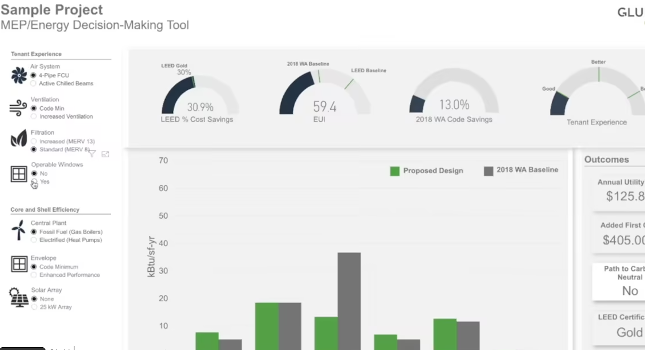 Sample Project
MEP/Energy Decision-Making Tool
GLU
Tenant Experience
Air System
4-Pipe FCU
Active Chilled Beams
Ventilation
Code Min
Increased Ventilation
Filtration
Increased (MERV 13)
Standard (MERV 8)
Operable Windows
No
Yes
Core and Shell Efficiency
Central Plant
Fossil Fuel (Gas Boilers)
Electrified (Heat Pumps)
Envelope
Code Minimum
Enhanced Performance
Solar Array
None
25 kW Array
LEED Gold
30%
30.9%
LEED % Cost Savings
2018 WA Baseline
LEED Baseline
59.4
EUI
13.0%
2018 WA Code Savings
Better
Good
Tenant Experience
70
60
50
40
30
20
10
kBtu/sf-yr
Proposed Design
2018 WA Baseline
Outcomes
Annual Utility
$125.8
Added First
$405.00
Path to Car
Neutral
No
LEED Certific
Gold